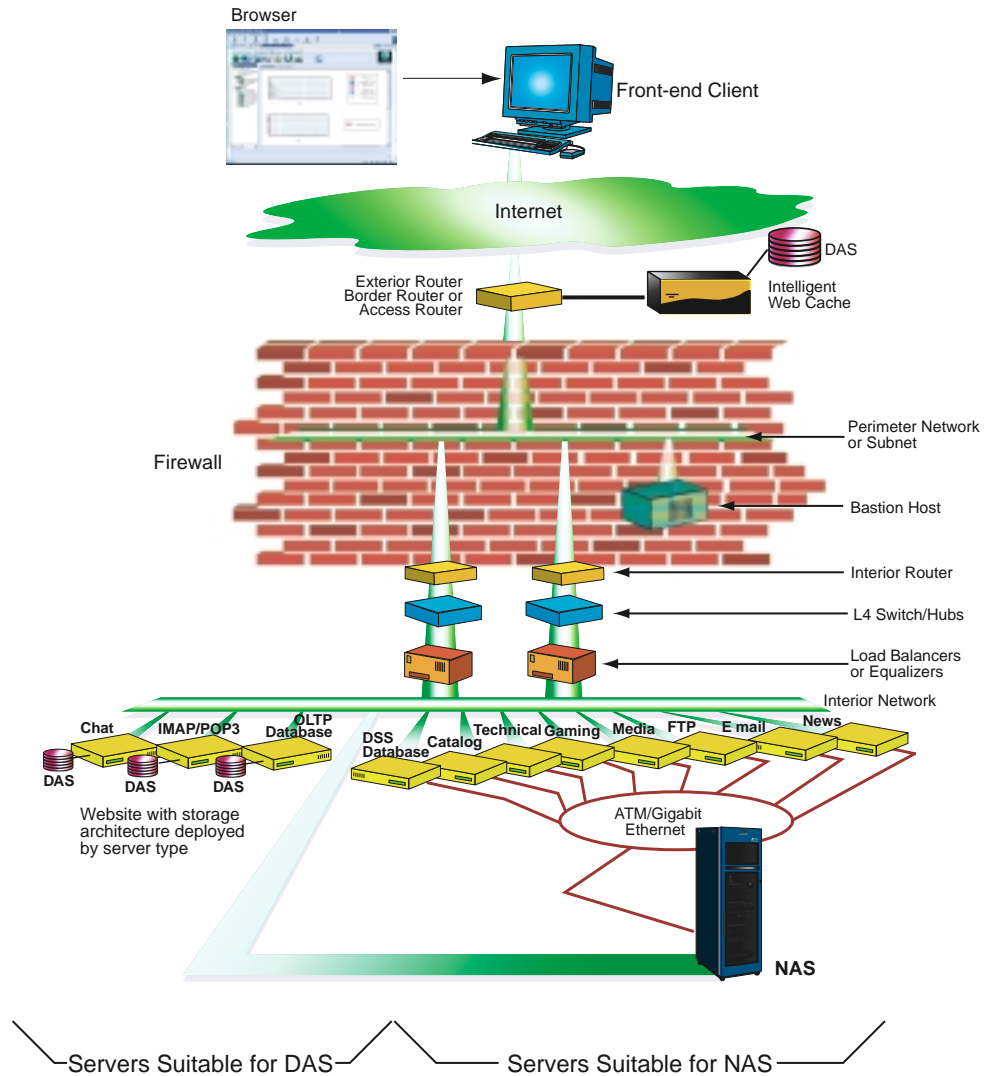 Browser
Front-end Client
Internet
DAS
Exterior Router
Border Router or
Access Router
Intelligent
Web Cache
Perimeter Network
or Subnet
Firewall
Bastion Host
Interior Router
L4 Switch/Hubs
Load Balancers
or Equalizers
Interior Network
Chat
IMAP/POP3
OLTP
Database
DSS
Database
Catalog
Technical
Gaming
Media
FTP
E mail
News
DAS
DAS
DAS
Website with storage
architecture deployed
by server type
ATM/Gigabit
Ethernet
NAS
Servers Suitable for DAS
Servers Suitable for NAS